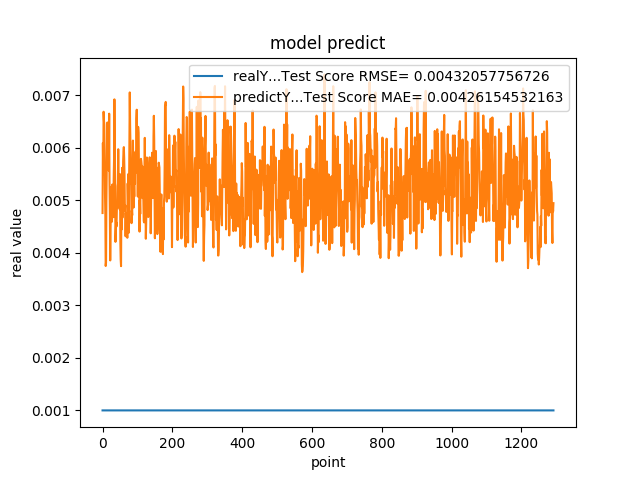 model predict
realY...Test Score RMSE= 0.00432057756726
predictY...Test Score MAE= 0.00426154532163
0.007
0.006
0.005
0.004
0.003
0.002
0.001
real value
0 200 400 600 800 1000 1200
point